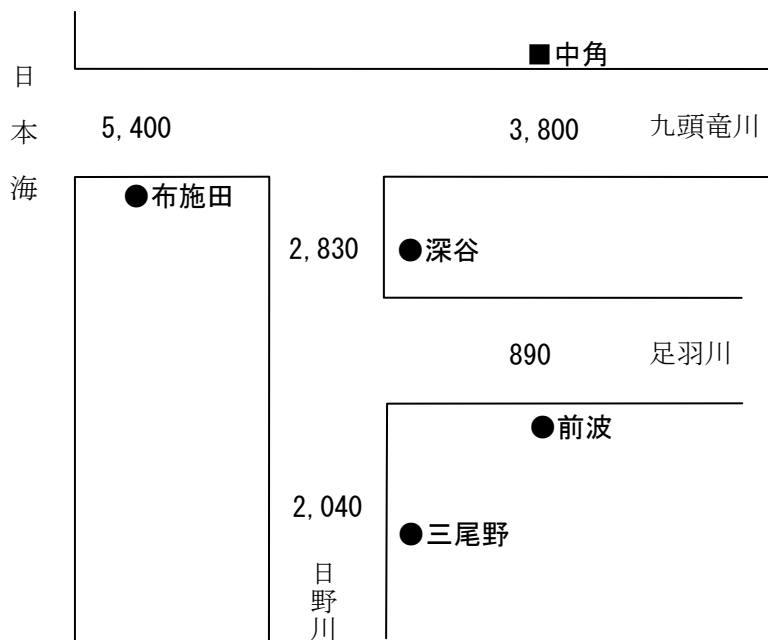 ■中角
日本海
5,400
3,800
九頭竜川
●布施田
2,830
●深谷
890
足羽川
●前波
2,040
●三尾野
日野川